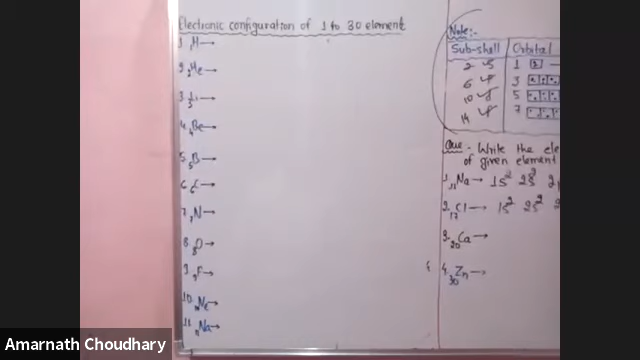 Electronic configuration of 1 to 30 element
1. ₁H→
2. ₂He→
3. ₃Li→
4. ₄Be→
5. ₅B→
6. ₆C→
7. ₇N→
8. ₈O→
9. ₉F→
10. ₁₀Ne→
11. ₁₁Na→
Note:-
Sub-shell Orbital
2 s 1
6 p 3
10 d 5
14 f 7
Que:- Write the ele
of given element
1. ₁₁Na→ 1s² 2s² 2
2. ₁₇Cl→ 1s² 2s² 2
3. ₂₀Ca→
4. ₃₀Zn→
Amarnath Choudhary